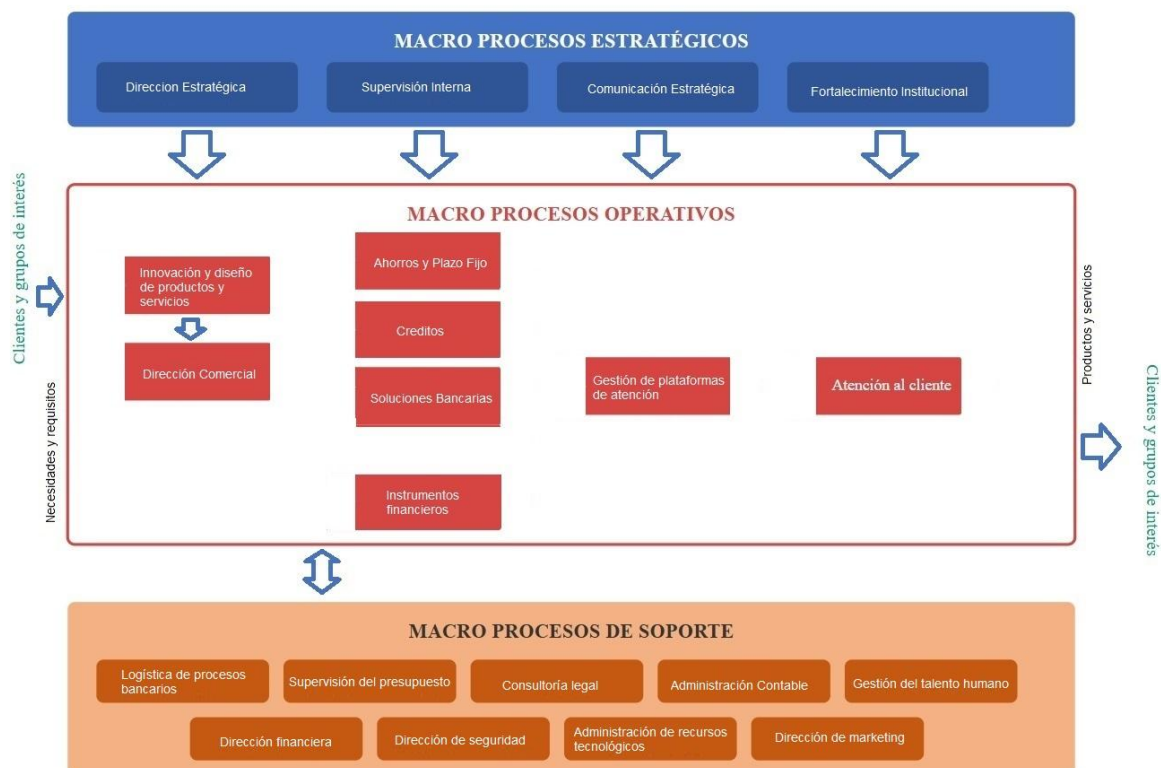 MACRO PROCESOS ESTRATÉGICOS
Direccion Estratégica
Supervisión Interna
Comunicación Estratégica
Fortalecimiento Institucional
Clientes y grupos de interés
Necesidades y requisitos
MACRO PROCESOS OPERATIVOS
Innovación y diseño
de productos y
servicios
Dirección Comercial
Ahorros y Plazo Fijo
Creditos
Soluciones Bancarias
Instrumentos
financieros
Gestión de plataformas
de atención
Atención al cliente
Productos y servicios
Clientes y grupos de interés
MACRO PROCESOS DE SOPORTE
Logística de procesos
bancarios
Supervisión del presupuesto
Consultoría legal
Administración Contable
Gestión del talento humano
Dirección financiera
Dirección de seguridad
Administración de recursos
tecnológicos
Dirección de marketing